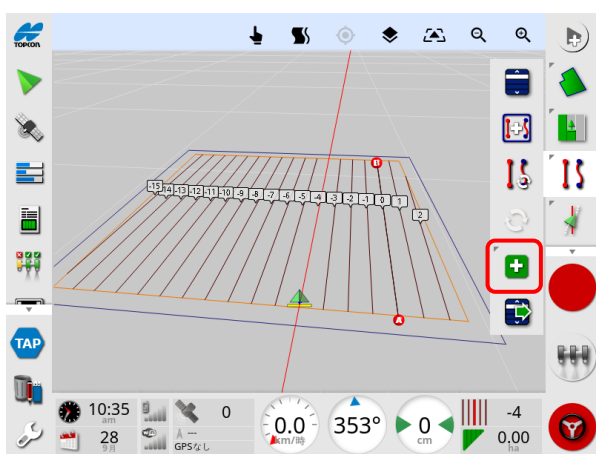 TOPCON
B
-15 -14 -13 -12 -11 -10 -9 -8 -7 -6 -5 -4 -3 -2 -1 0 1
2
A
TAP
10:35
am
28
9月
0
GPSなし
0.0
km/時
353°
0
cm
-4
0.00
ha